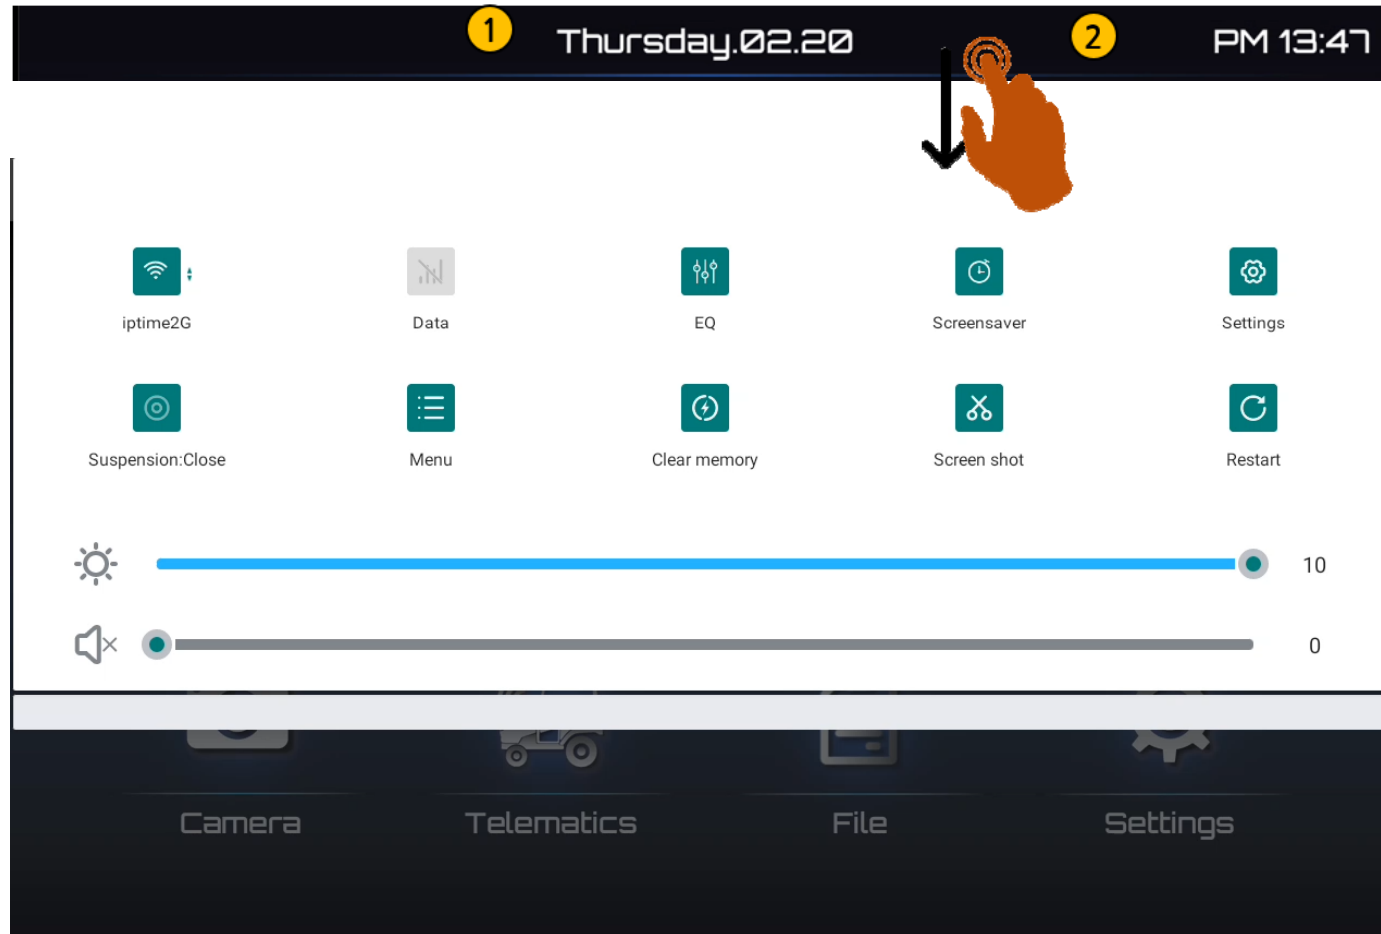 1 Thursday.02.20 2 PM 13:47
iptime2G Data EQ Screensaver Settings
Suspension:Close Menu Clear memory Screen shot Restart
10
0
Camera Telematics File Settings